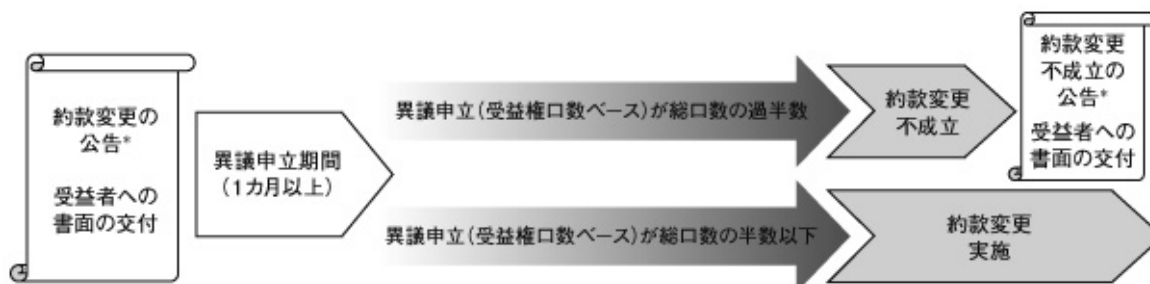 約款変更の
公告*
受益者への
書面の交付
異議申立期間
(1カ月以上)
異議申立(受益権口数ベース)が総口数の過半数
約款変更
不成立
約款変更
不成立の
公告*
受益者への
書面の交付
異議申立(受益権口数ベース)が総口数の半数以下
約款変更
実施